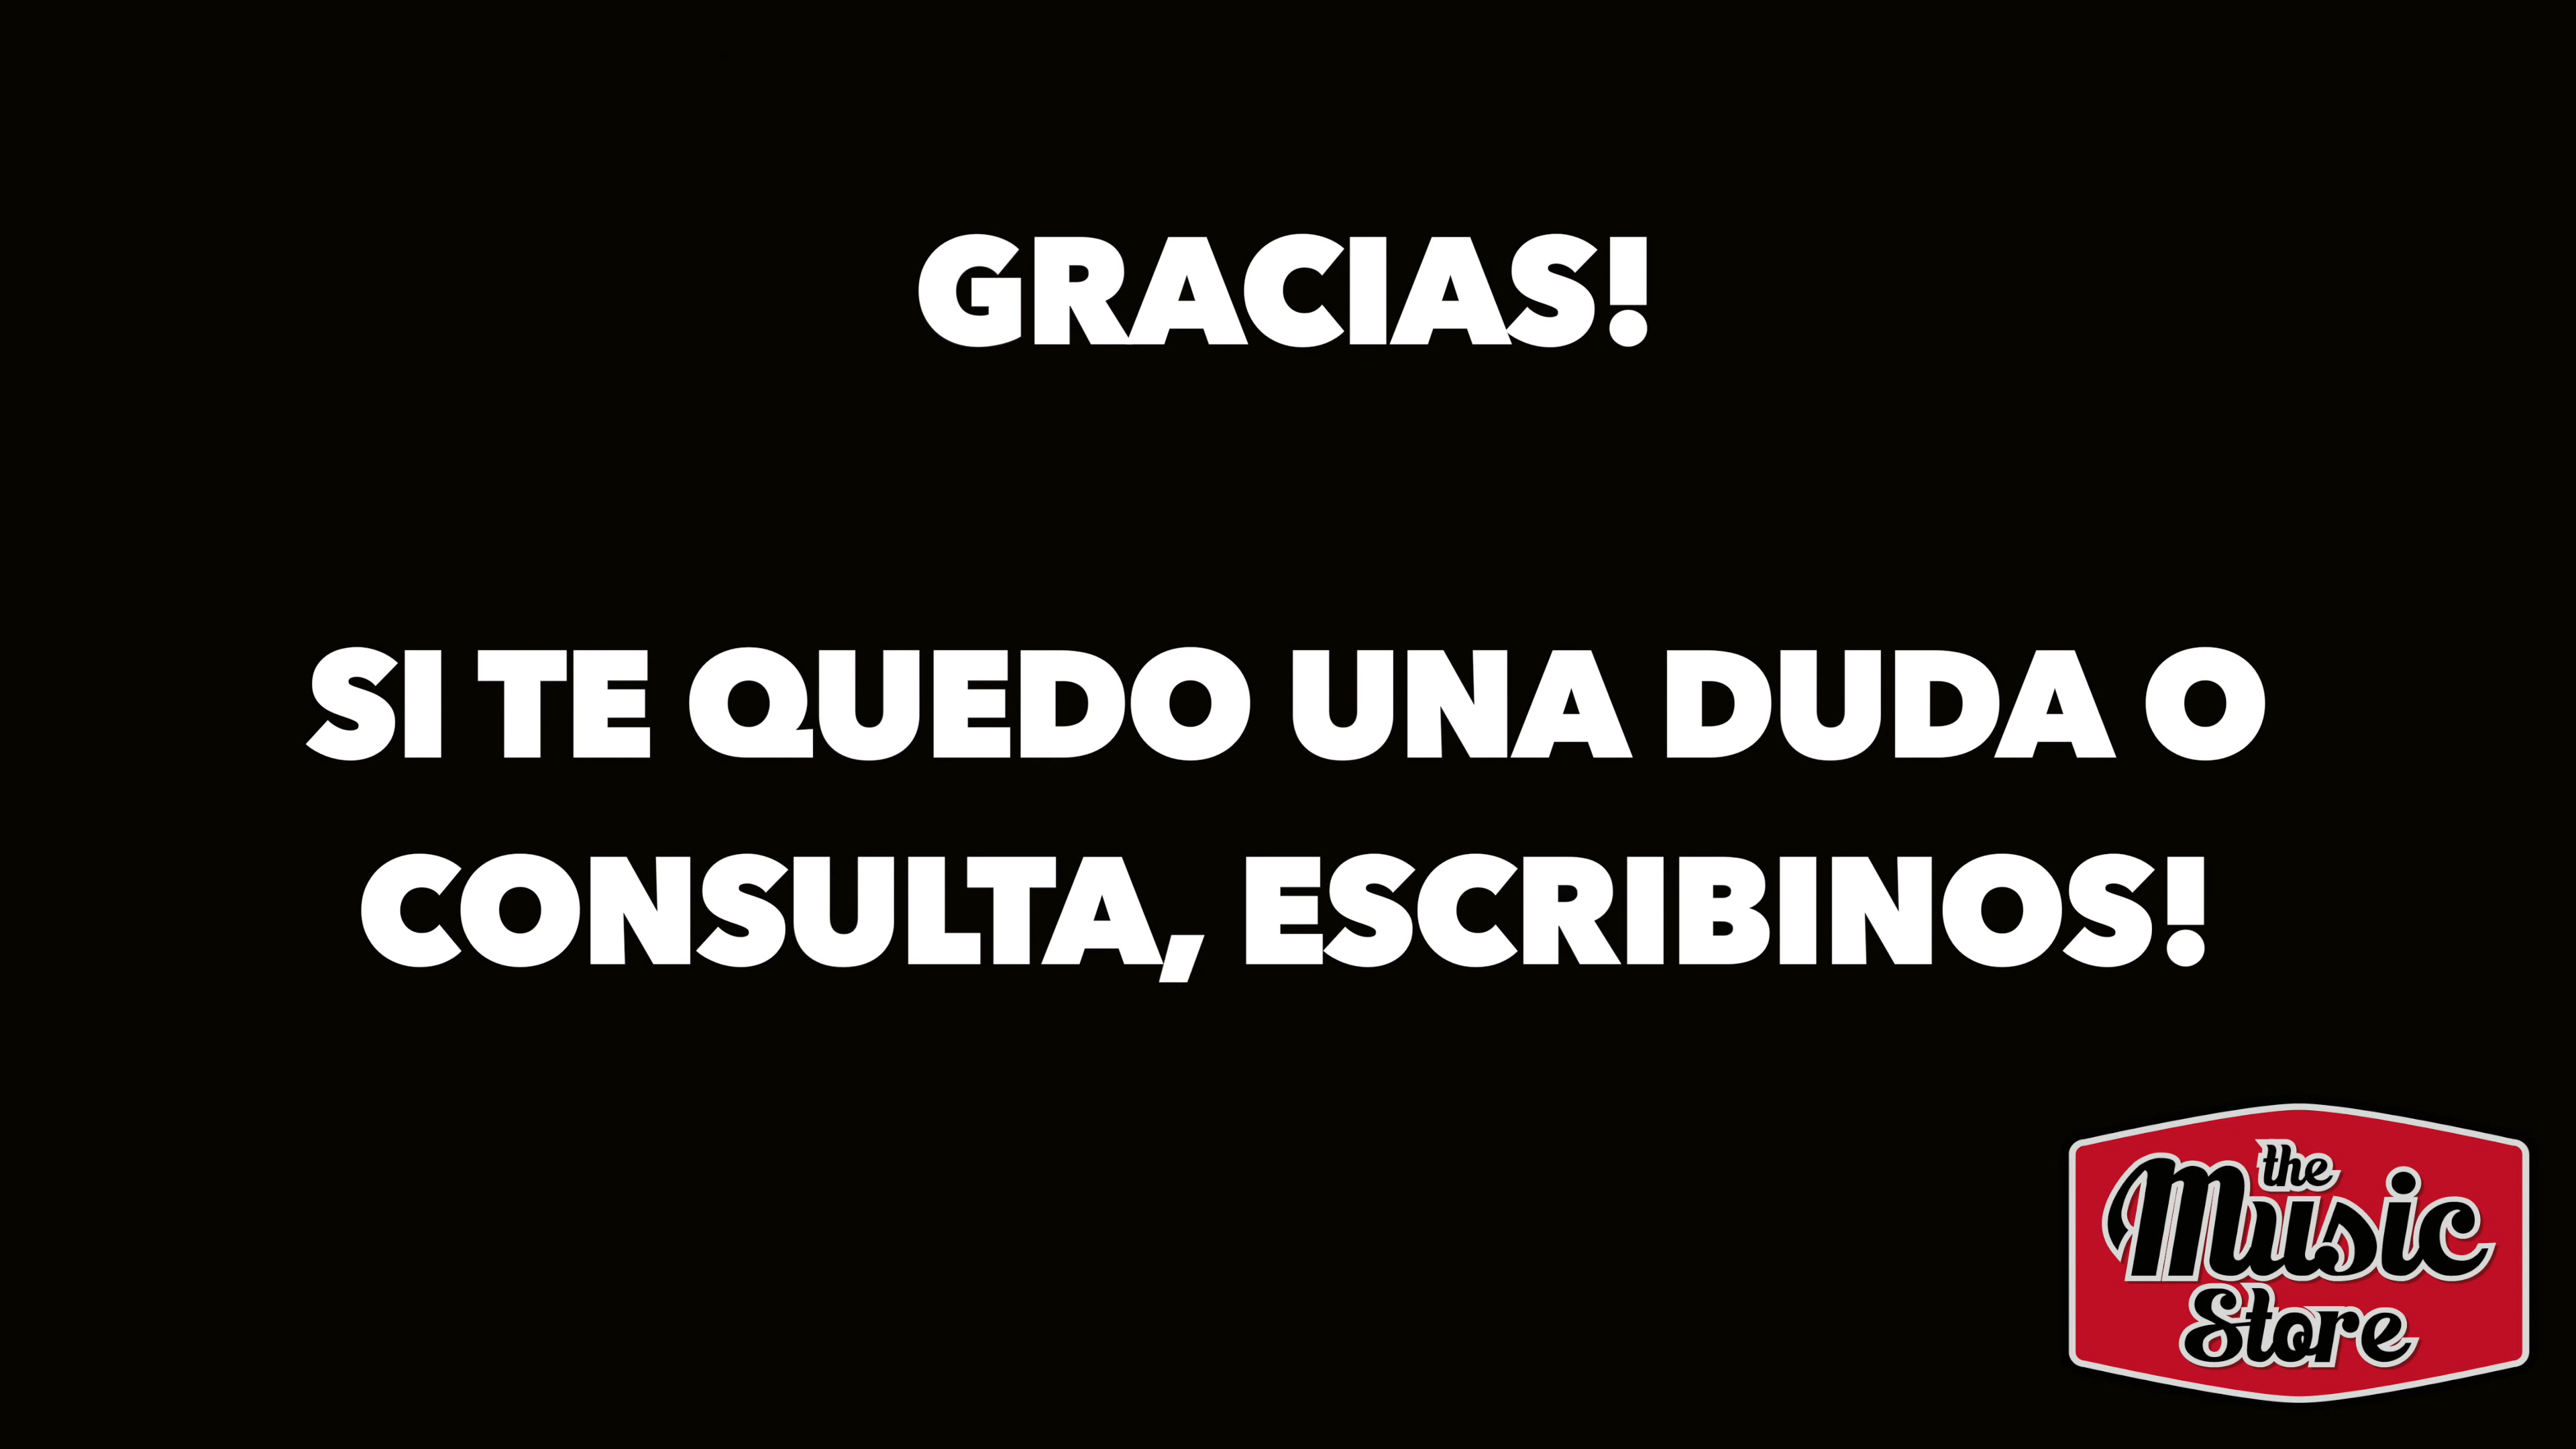 GRACIAS!
SI TE QUEDO UNA DUDA O
CONSULTA, ESCRIBINOS!
the
Music
Store